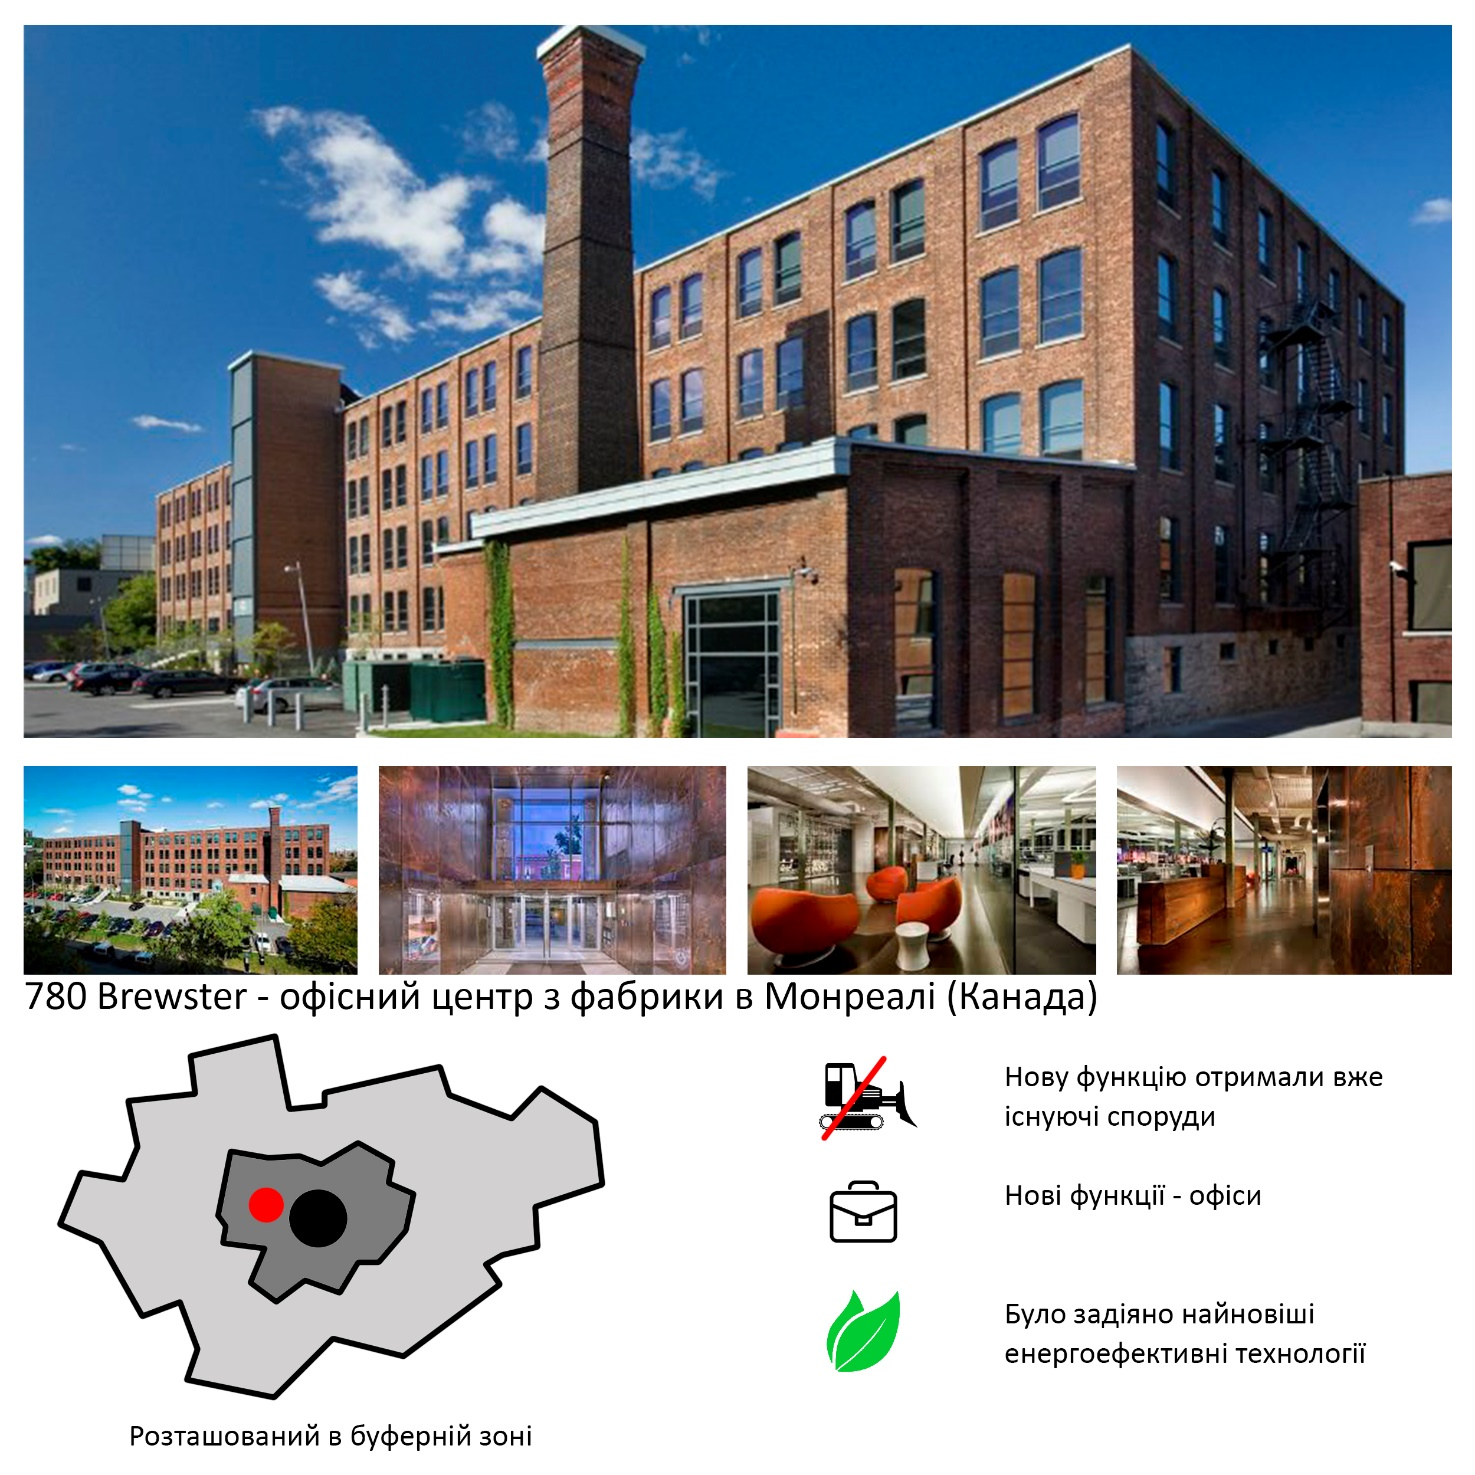 780 Brewster - офісний центр з фабрики в Монреалі (Канада)
Нову функцію отримали вже
існуючі споруди
Нові функції - офіси
Було задіяно найновіші
енергоефективні технології
Розташований в буферній зоні